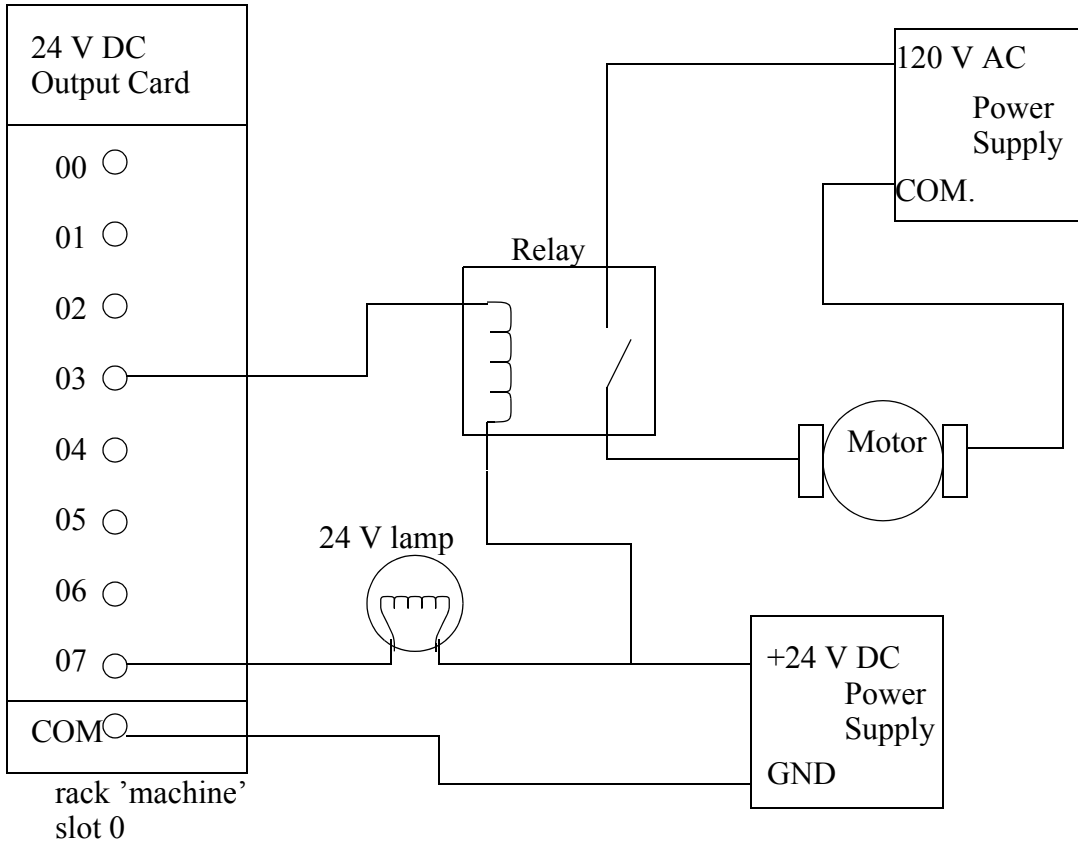 24 V DC
Output Card
00
01
02
03
04
05
06
07
COM
rack ’machine’
slot 0
Relay
24 V lamp
120 V AC
Power
Supply
COM.
Motor
+24 V DC
Power
Supply
GND